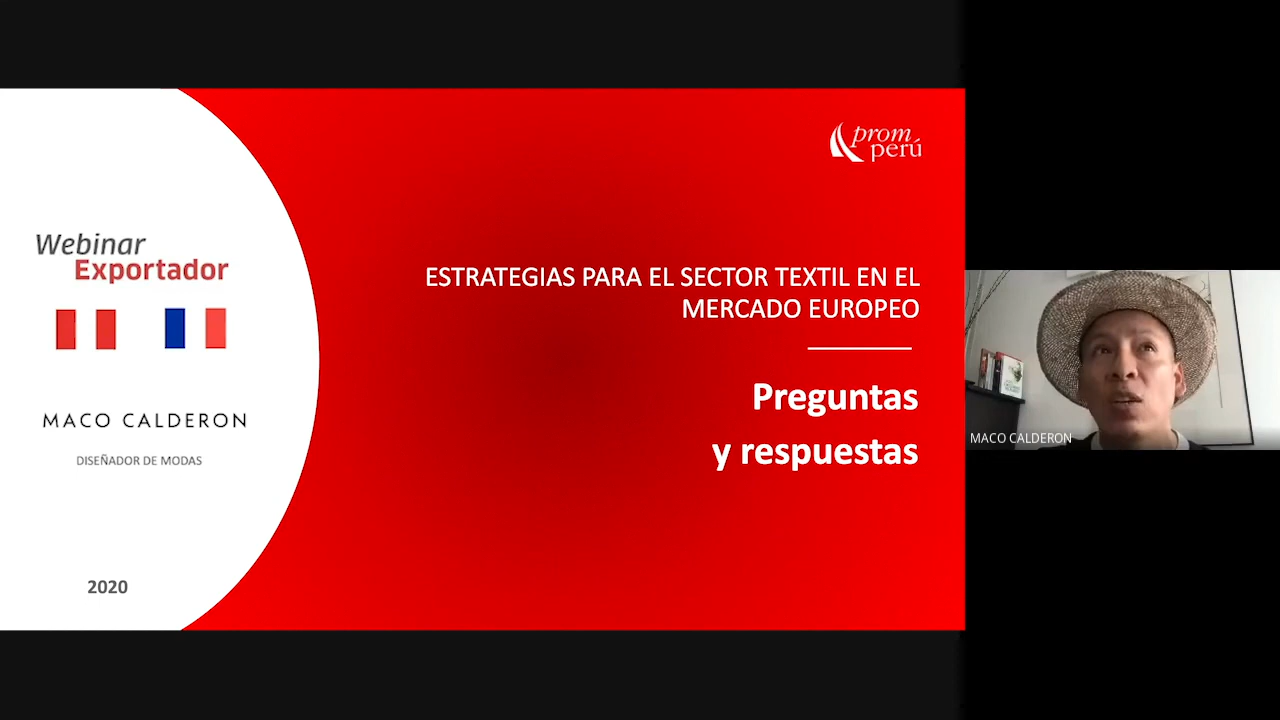 Webinar
Exportador
MACO CALDERON
DISEÑADOR DE MODAS
2020
prom
perú
ESTRATEGIAS PARA EL SECTOR TEXTIL EN EL
MERCADO EUROPEO
Preguntas
y respuestas
MACO CALDERON